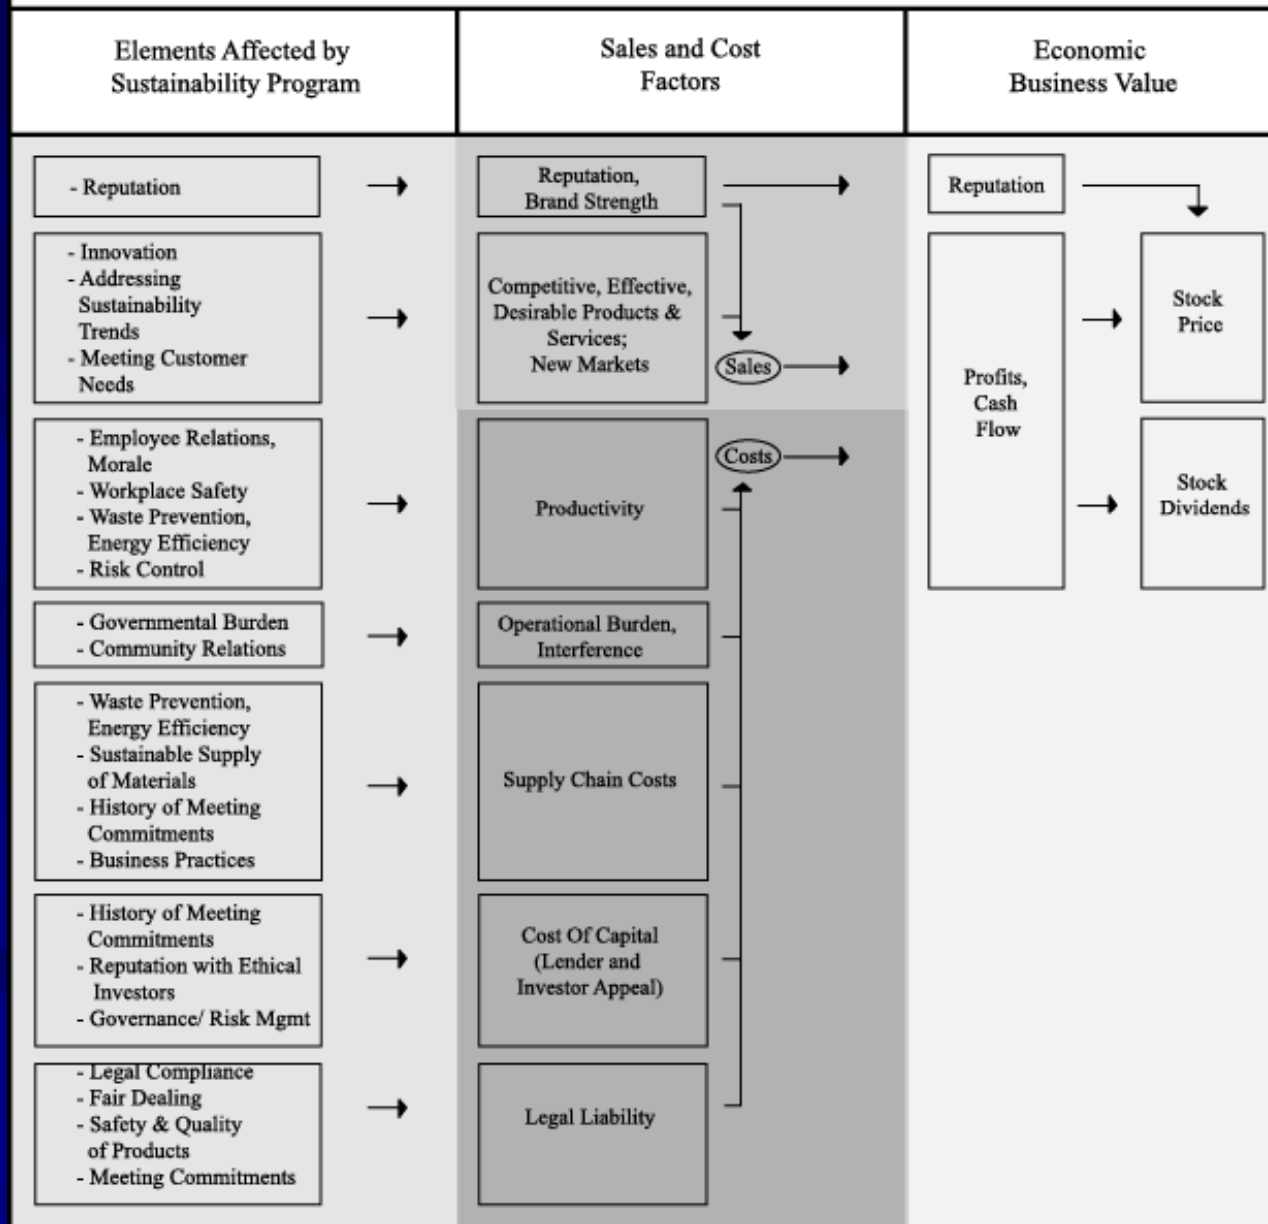 Elements Affected by
Sustainability Program
Sales and Cost
Factors
Economic
Business Value
- Reputation
Reputation,
Brand Strength
Reputation
- Innovation
- Addressing
Sustainability
Trends
- Meeting Customer
Needs
Competitive, Effective,
Desirable Products &
Services;
New Markets
Sales
Profits,
Cash
Flow
Stock
Price
- Employee Relations,
Morale
- Workplace Safety
- Waste Prevention,
Energy Efficiency
- Risk Control
Productivity
Costs
Stock
Dividends
- Governmental Burden
- Community Relations
Operational Burden,
Interference
- Waste Prevention,
Energy Efficiency
- Sustainable Supply
of Materials
- History of Meeting
Commitments
- Business Practices
Supply Chain Costs
- History of Meeting
Commitments
- Reputation with Ethical
Investors
- Governance/ Risk Mgmt
Cost Of Capital
(Lender and
Investor Appeal)
- Legal Compliance
- Fair Dealing
- Safety & Quality
of Products
- Meeting Commitments
Legal Liability